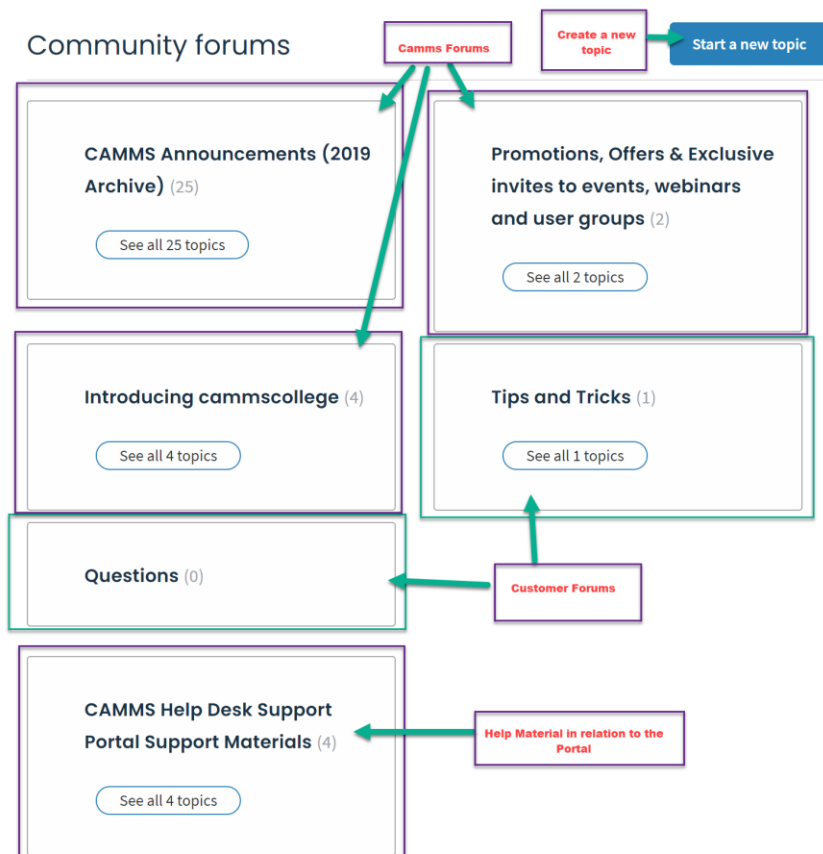 Community forums
Camms Forums
Create a new
topic
Start a new topic
CAMMS Announcements (2019
Archive) (25)
See all 25 topics
Promotions, Offers & Exclusive
invites to events, webinars
and user groups (2)
See all 2 topics
Introducing cammscollege (4)
See all 4 topics
Tips and Tricks (1)
See all 1 topics
Questions (0)
Customer Forums
CAMMS Help Desk Support
Portal Support Materials (4)
See all 4 topics
Help Material in relation to the
Portal